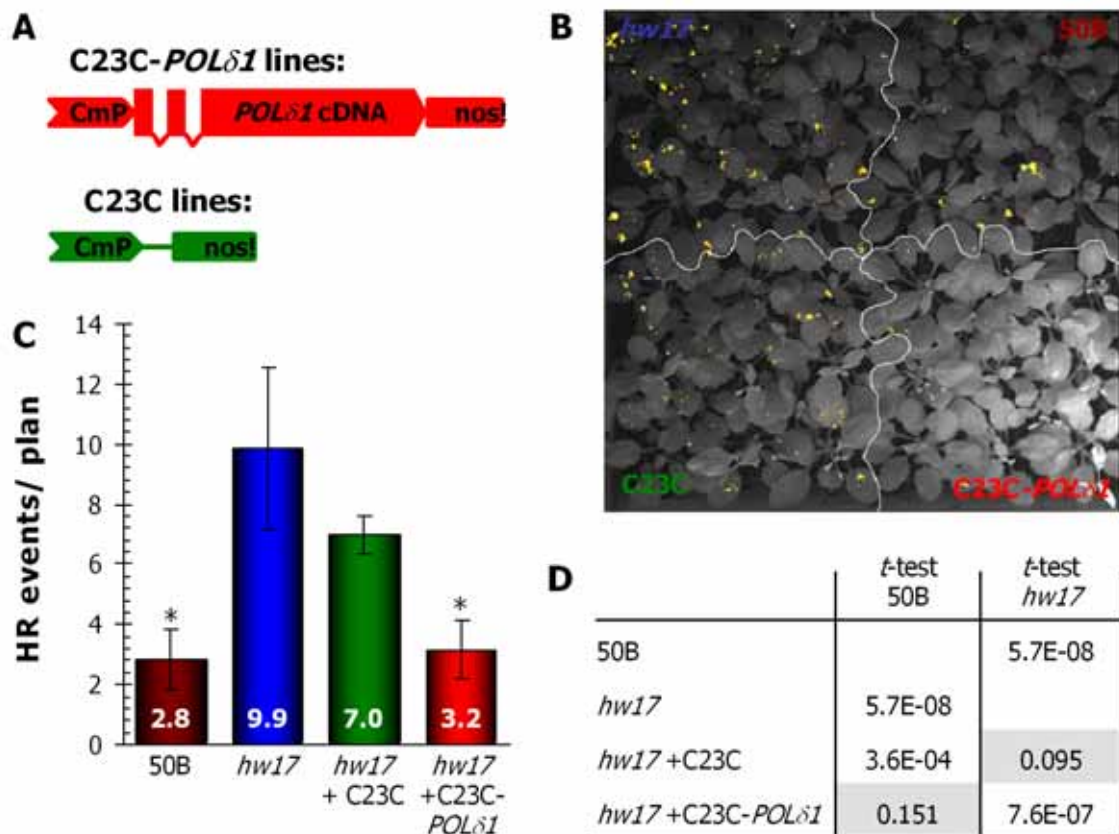 A
C23C-POLδ1 lines:
CmP POLδ1 cDNA nos!
C23C lines:
CmP nos!
B
hw17 50B
C23C C23C-POLδ1
C
HR events/ plan
14
12
10
8
6
4
2
0
* *
2.8 9.9 7.0 3.2
50B hw17 hw17 hw17
+ C23C +C23C-
POLδ1
D
t-test t-test
50B hw17
50B 5.7E-08
hw17 5.7E-08
hw17 +C23C 3.6E-04 0.095
hw17 +C23C-POLδ1 0.151 7.6E-07